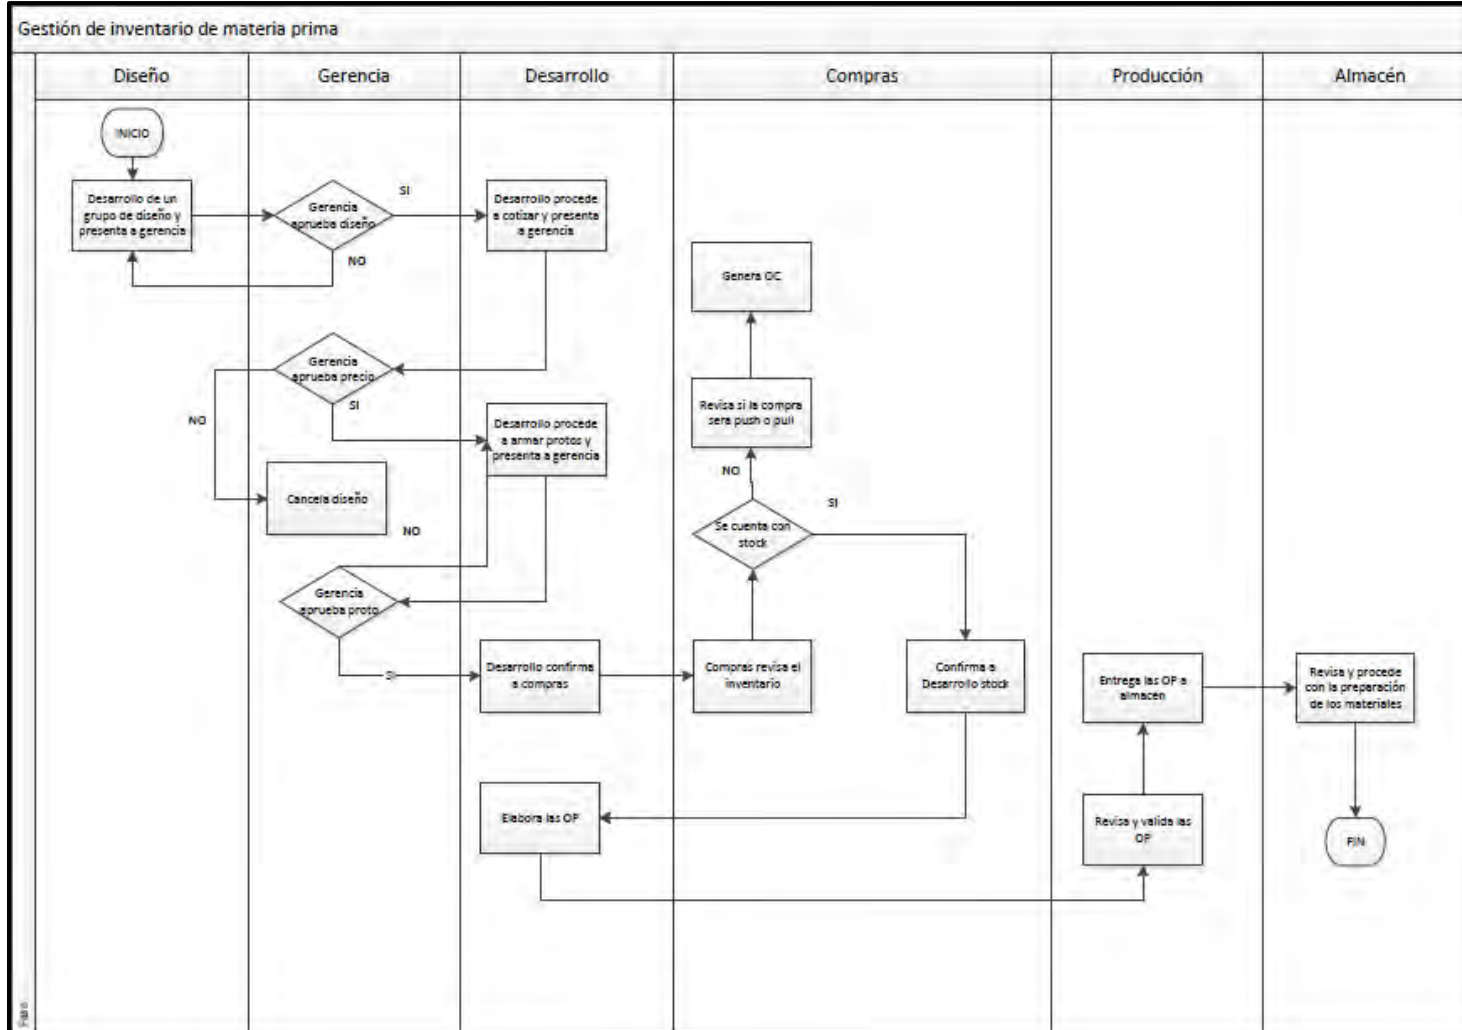 Gestión de inventario de materia prima
Diseño
Gerencia
Desarrollo
Compras
Producción
Almacén
INICIO
Desarrollo de un
grupo de diseño y
presenta a gerencia
Gerencia
aprueba diseño
SI
NO
Desarrollo procede
a cotizar y presenta
a gerencia
Genera OC
Gerencia
aprueba precio
NO
SI
Desarrollo procede
a armar protos y
presenta a gerencia
Revisa si la compra
sera push o pull
Cancela diseño
NO
NO
SI
Se cuenta con
stock
Gerencia
aprueba proto
SI
Desarrollo confirma
a compras
Compras revisa el
inventario
Confirma a
Desarrollo stock
Entrega las OP a
almacén
Revisa y procede
con la preparación
de los materiales
Elabora las OP
Revisa y valida las
OP
FIN
Fase